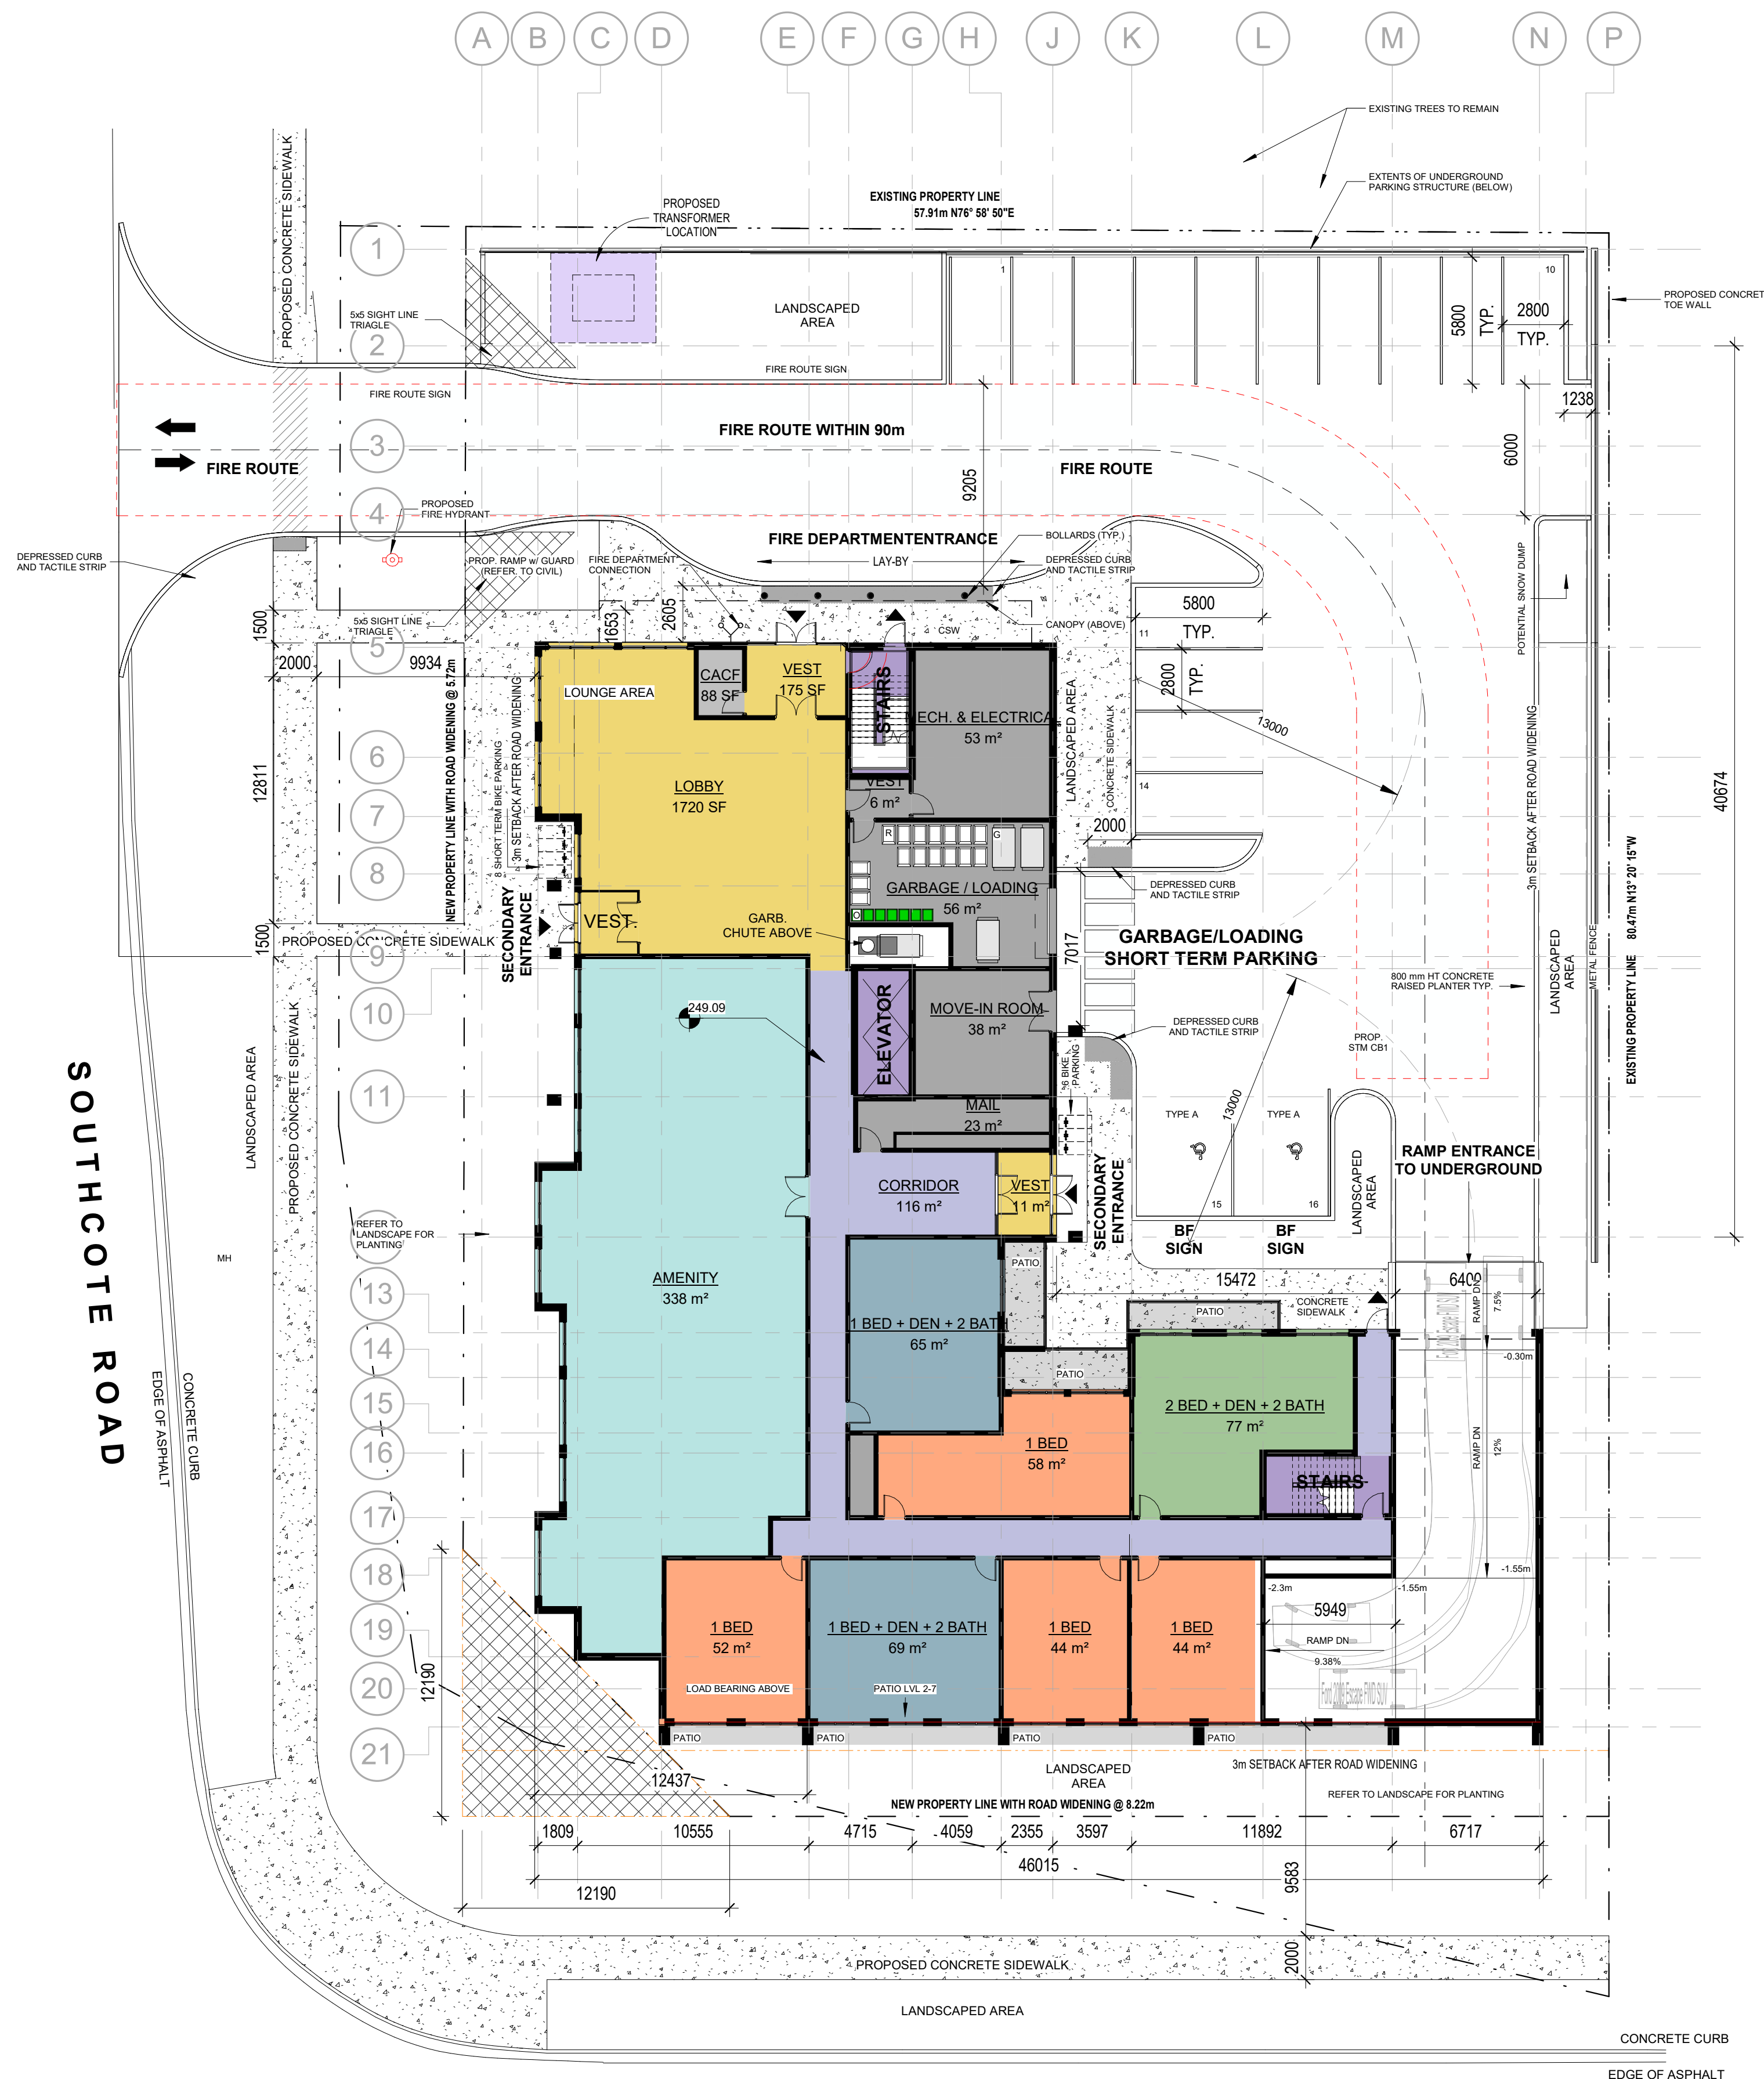 A B C D E F G H J K L M N P
EXISTING TREES TO REMAIN
EXTENTS OF UNDERGROUND
PARKING STRUCTURE (BELOW)
EXISTING PROPERTY LINE
57.91m N76° 58' 50"E
PROPOSED
TRANSFORMER
LOCATION
PROPOSED CONCRETE SIDEWALK
1
2
3
4
5
6
7
8
9
10
11
13
14
15
16
17
18
19
20
21
5x5 SIGHT LINE
TRIAGLE
LANDSCAPED
AREA
1
10
5800
TYP.
2800
TYP.
PROPOSED CONCRET
TOE WALL
FIRE ROUTE SIGN
FIRE ROUTE SIGN
1238
FIRE ROUTE WITHIN 90m
FIRE ROUTE
FIRE ROUTE
9205
6000
40674
PROPOSED
FIRE HYDRANT
DEPRESSED CURB
AND TACTILE STRIP
PROP. RAMP w/ GUARD
(REFER. TO CIVIL)
FIRE DEPARTMENT
CONNECTION
FIRE DEPARTMENTENTRANCE
LAY-BY
BOLLARDS (TYP.)
DEPRESSED CURB
AND TACTILE STRIP
CANOPY (ABOVE)
CSW
5x5 SIGHT LINE
TRIAGLE
1500
2000
9934
1653
2605
12811
1500
5800
TYP.
11
2800
TYP.
14
13000
2000
POTENTIAL SNOW DUMP
3m SETBACK AFTER ROAD WIDENING
EXISTING PROPERTY LINE 80.47m N13° 20' 15"W
METAL FENCE
LANDSCAPED
AREA
NEW PROPERTY LINE WITH ROAD WIDENING @ 5.72m
8 SHORT TERM BIKE PARKING
3m SETBACK AFTER ROAD WIDENING
LOUNGE AREA
CACF
88 SF
VEST
175 SF
STAIRS
MECH. & ELECTRICA
53 m²
LOBBY
1720 SF
VEST
6 m²
LANDSCAPED AREA
CONCRETE SIDEWALK
R
G
O
GARBAGE / LOADING
56 m²
GARB.
CHUTE ABOVE
VEST.
SECONDARY
ENTRANCE
PROPOSED CONCRETE SIDEWALK
DEPRESSED CURB
AND TACTILE STRIP
7017
GARBAGE/LOADING
SHORT TERM PARKING
800 mm HT CONCRETE
RAISED PLANTER TYP.
249.09
ELEVATOR
MOVE-IN ROOM
38 m²
DEPRESSED CURB
AND TACTILE STRIP
PROP.
STM CB1
6 BIKE
PARKING
MAIL
23 m²
TYPE A
TYPE A
13000
15
16
BF
SIGN
BF
SIGN
LANDSCAPED
AREA
RAMP ENTRANCE
TO UNDERGROUND
CORRIDOR
116 m²
VEST
11 m²
SECONDARY
ENTRANCE
SOUTHCOTE ROAD
LANDSCAPED AREA
PROPOSED CONCRETE SIDEWALK
MH
REFER TO
LANDSCAPE FOR
PLANTING
AMENITY
338 m²
PATIO
15472
6400
CONCRETE
SIDEWALK
PATIO
RAMP DN
7.5%
-0.30m
1 BED + DEN + 2 BATH
65 m²
PATIO
2 BED + DEN + 2 BATH
77 m²
1 BED
58 m²
STAIRS
RAMP DN
12%
CONCRETE CURB
EDGE OF ASPHALT
-1.55m
-2.3m
-1.55m
5949
RAMP DN
9.38%
Ford 2009 Escape FWD SUV
1 BED
52 m²
LOAD BEARING ABOVE
1 BED + DEN + 2 BATH
69 m²
PATIO LVL 2-7
1 BED
44 m²
1 BED
44 m²
12190
PATIO
PATIO
PATIO
PATIO
12437
LANDSCAPED
AREA
3m SETBACK AFTER ROAD WIDENING
REFER TO LANDSCAPE FOR PLANTING
NEW PROPERTY LINE WITH ROAD WIDENING @ 8.22m
1809
10555
4715
4059
2355
3597
11892
6717
46015
12190
9583
2000
PROPOSED CONCRETE SIDEWALK
LANDSCAPED AREA
CONCRETE CURB
EDGE OF ASPHALT